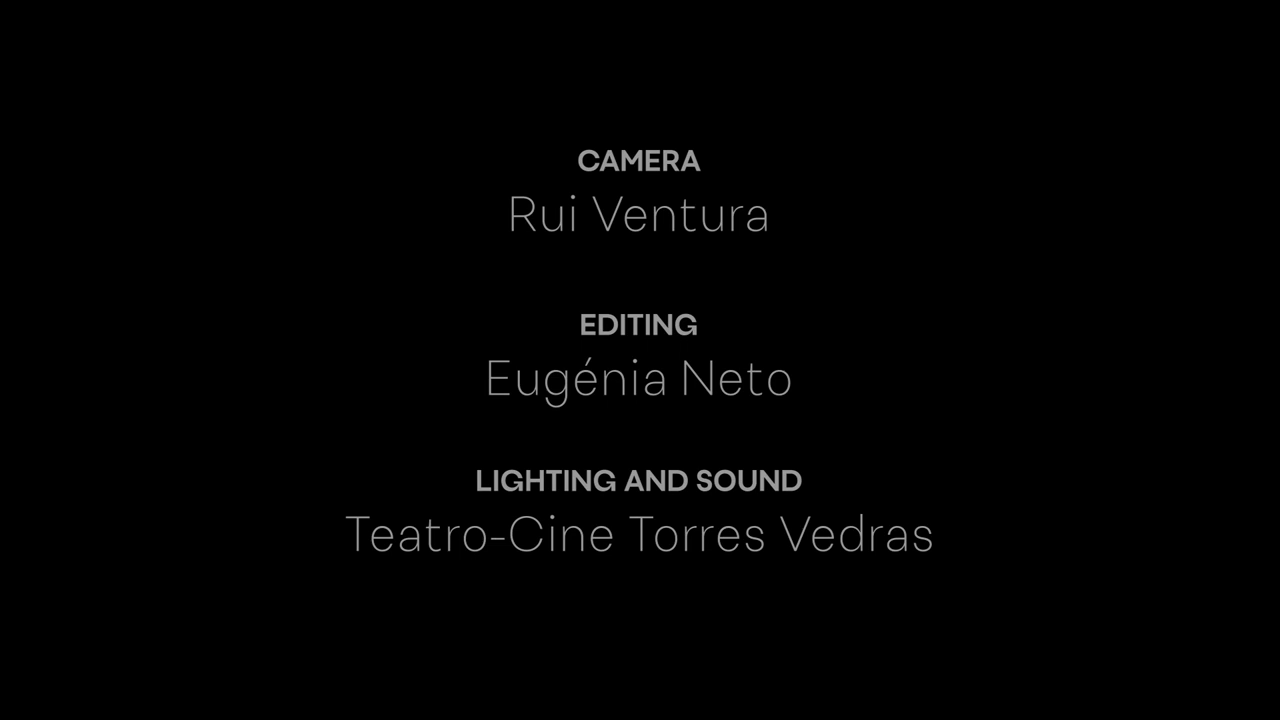 CAMERA
Rui Ventura
EDITING
Eugénia Neto
LIGHTING AND SOUND
Teatro-Cine Torres Vedras